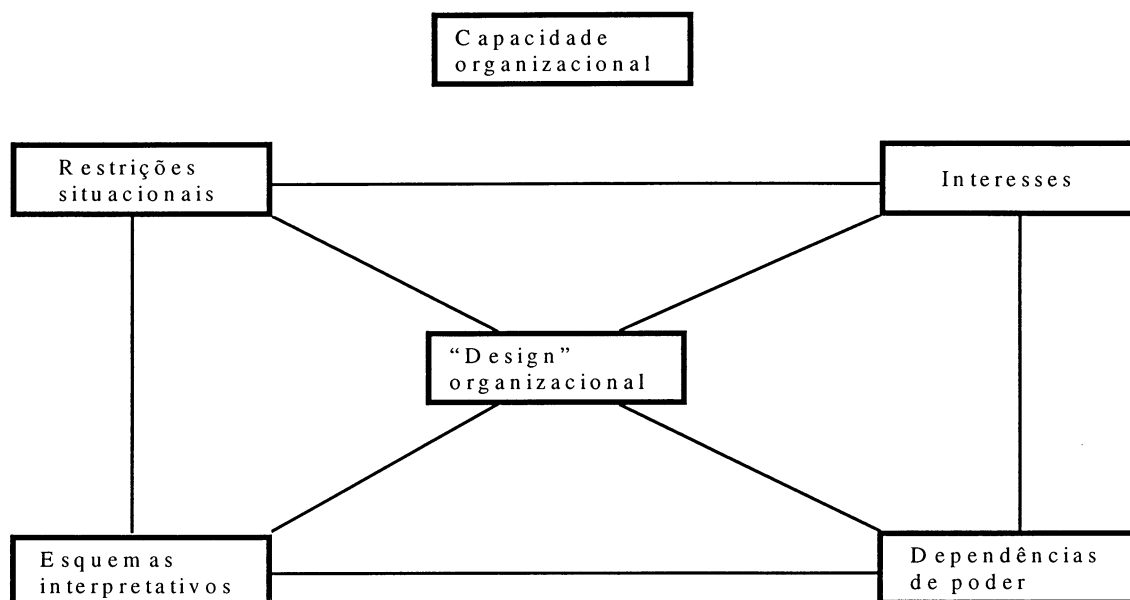 Capacidade
organizacional
Restrições
situacionais
Interesses
“Design”
organizacional
Esquemas
interpretativos
Dependências
de poder